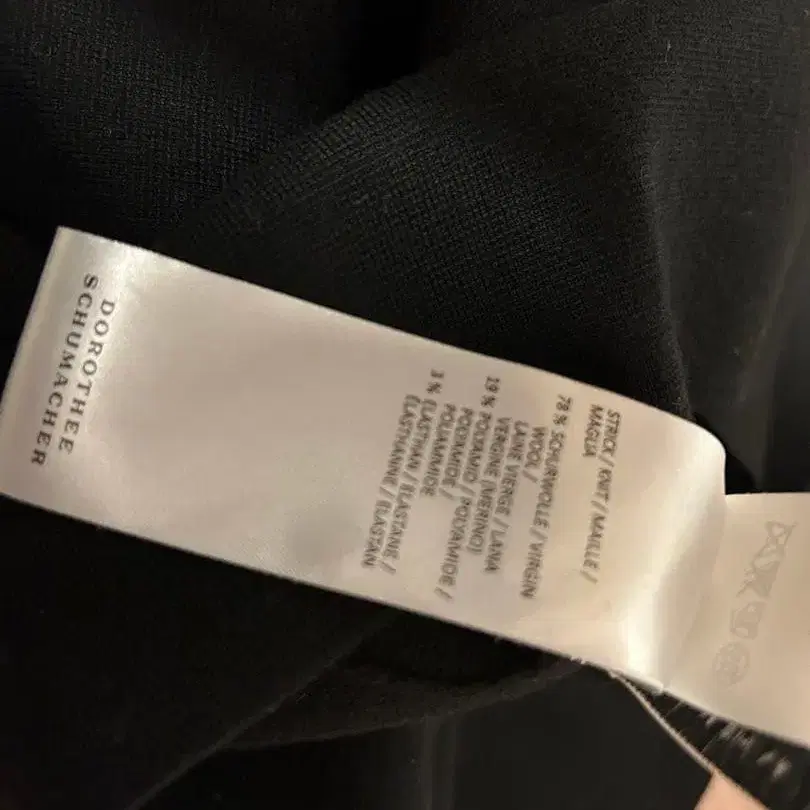 DOROTHEE
SCHUMACHER
STRICK / KNIT / MAILLE /
MAGLIA
78 % SCHURWOLLE / VIRGIN
WOOL /
LAINE VIERGE / LANA
VERGINE (MERINO)
19 % POLYAMID / POLYAMIDE /
POLYAMIDE /
POLIAMMIDE
3 % ELASTHAN / ELASTANE /
ELASTHANNE / ELASTAN